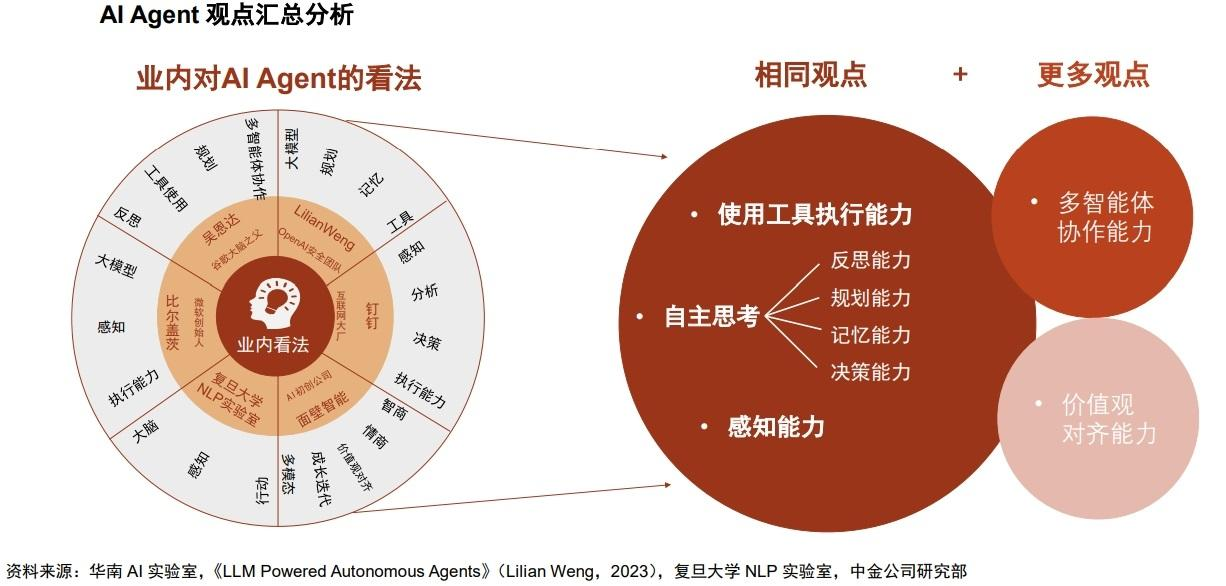 AI Agent 观点汇总分析
业内对AI Agent的看法
相同观点
+
更多观点
大模型
规划
记忆
工具
LilianWeng
OpenAI安全团队
感知
分析
决策
执行能力
钉钉
互联网大厂
智商
情商
价值观对齐
成长迭代
多模态
面壁智能
AI初创公司
行动
感知
大脑
复旦大学
NLP实验室
执行能力
感知
大模型
比尔盖茨
微软创始人
反思
工具使用
规划
多智能体协作
吴恩达
谷歌大脑之父
业内看法
• 使用工具执行能力
• 自主思考
反思能力
规划能力
记忆能力
决策能力
• 感知能力
• 多智能体
协作能力
• 价值观
对齐能力
资料来源：华南 AI 实验室，《LLM Powered Autonomous Agents》（Lilian Weng，2023），复旦大学 NLP 实验室，中金公司研究部